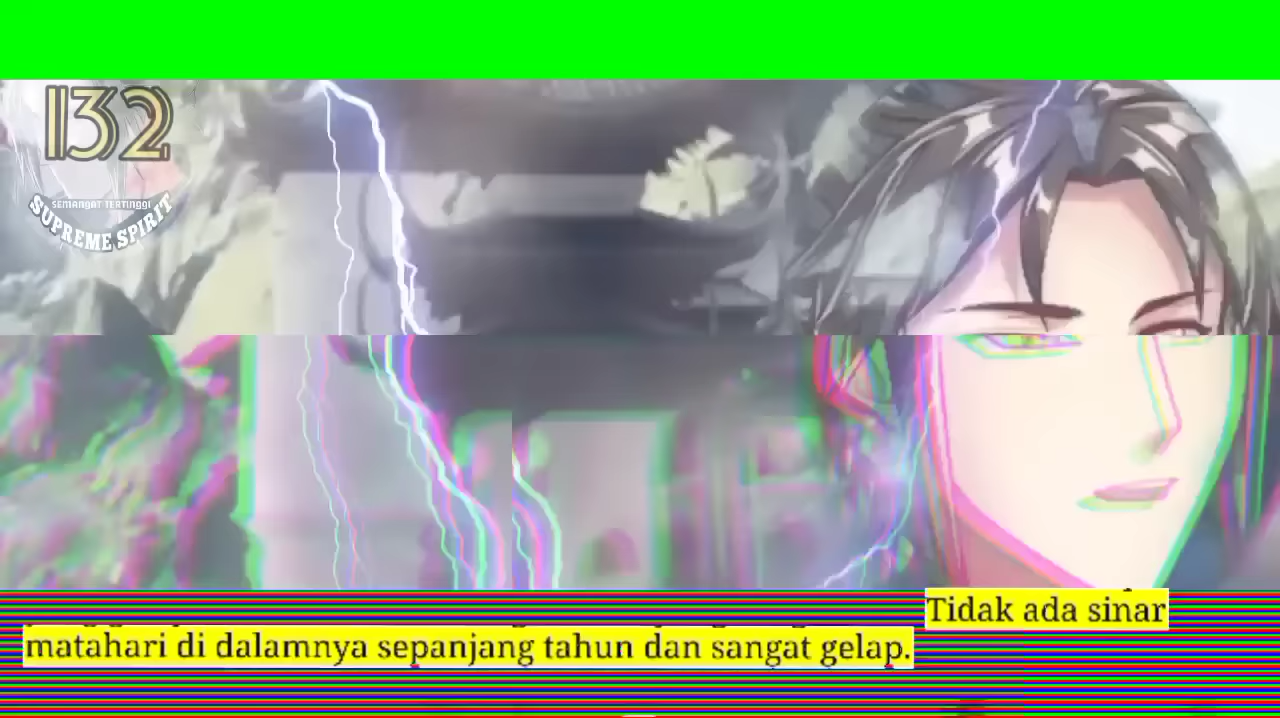 132
SEMANGAT TERTINGGI
SUPREME SPIRIT
Tidak ada sinar
matahari di dalamnya sepanjang tahun dan sangat gelap.